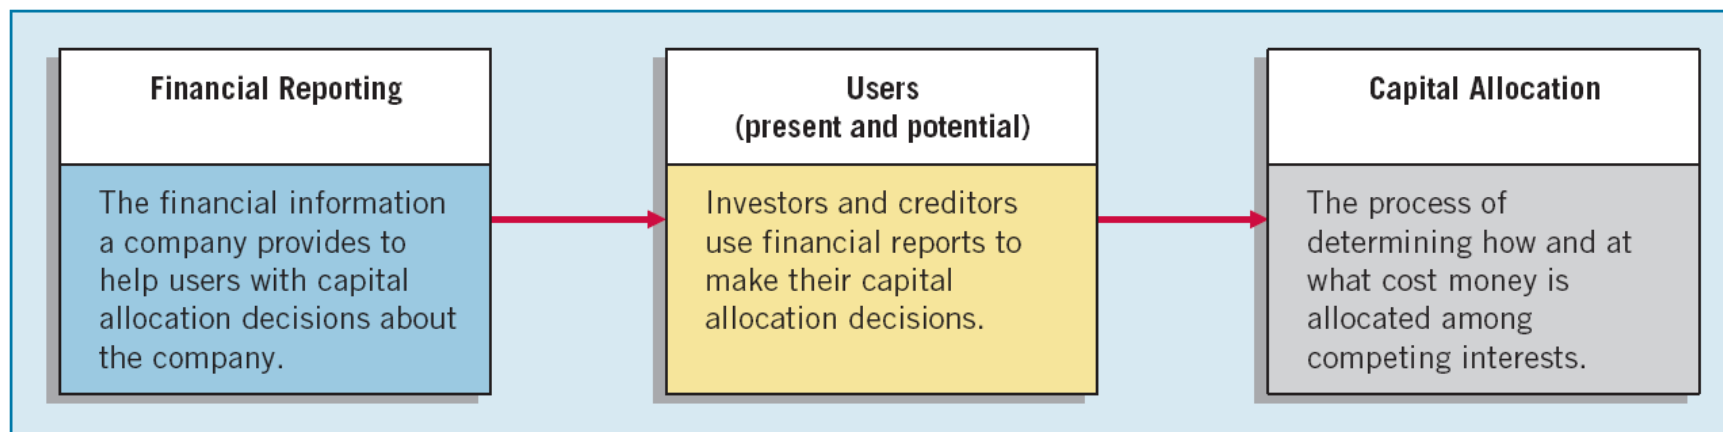 Financial Reporting
The financial information
a company provides to
help users with capital
allocation decisions about
the company.
Users
(present and potential)
Investors and creditors
use financial reports to
make their capital
allocation decisions.
Capital Allocation
The process of
determining how and at
what cost money is
allocated among
competing interests.